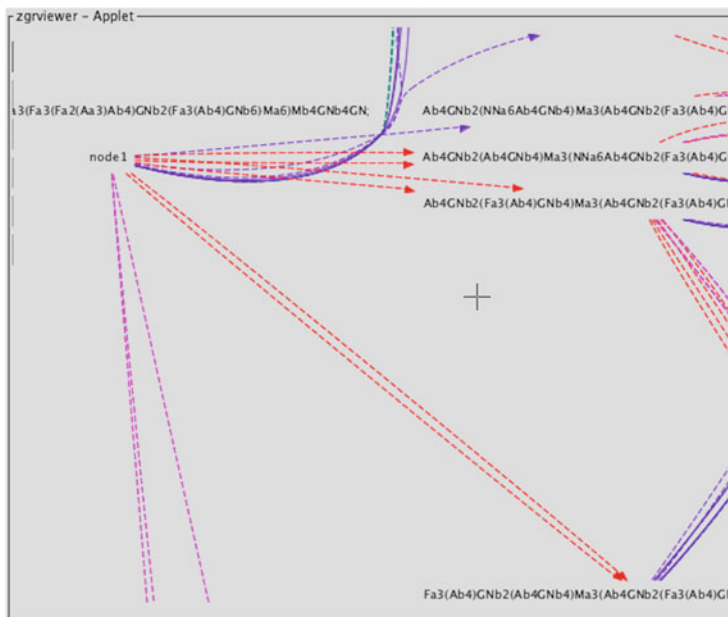 zgrviewer - Applet
a3(Fa3(Fa2(Aa3)Ab4)GNb2(Fa3(Ab4)GNb6)Ma6)Mb4GNb4GN;
Ab4GNb2(NNa6Ab4GNb4)Ma3(Ab4GNb2(Fa3(Ab4)G
node1
Ab4GNb2(Ab4GNb4)Ma3(NNa6Ab4GNb2(Fa3(Ab4)G
Ab4GNb2(Fa3(Ab4)GNb4)Ma3(Ab4GNb2(Fa3(Ab4)G
Fa3(Ab4)GNb2(Ab4GNb4)Ma3(Ab4GNb2(Fa3(Ab4)G